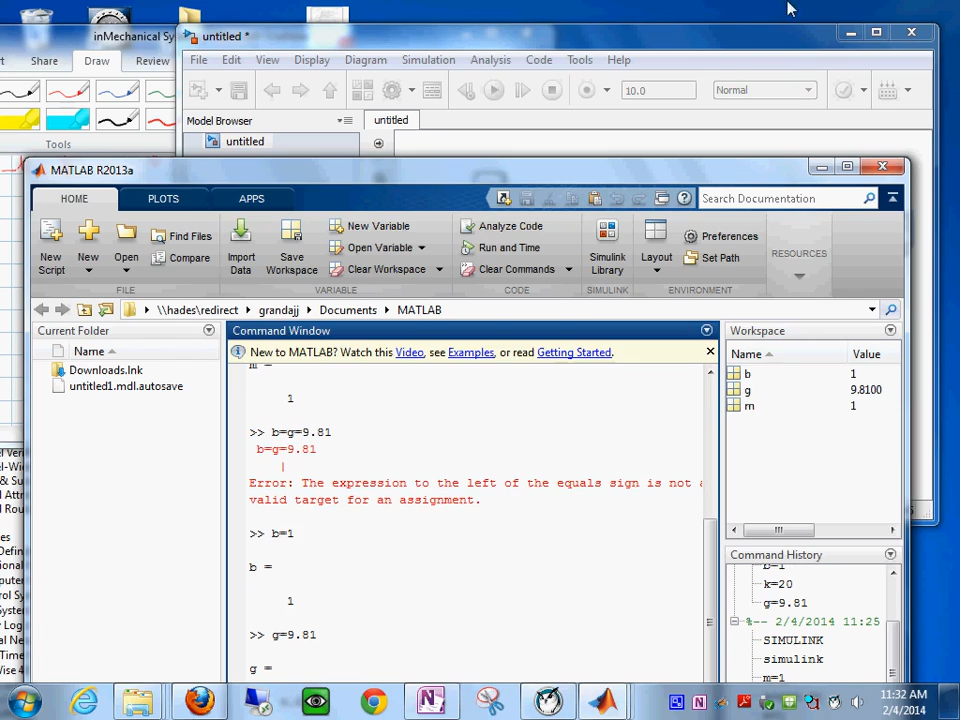 inMechanical Sy
untitled *
Share Draw Review
File Edit View Display Diagram Simulation Analysis Code Tools Help
10.0 Normal
Model Browser untitled
untitled
Tools
MATLAB R2013a
HOME PLOTS APPS
Search Documentation
New Script
New
Open
Find Files
Compare
FILE
Import Data
Save Workspace
New Variable
Open Variable
Clear Workspace
VARIABLE
Analyze Code
Run and Time
Clear Commands
CODE
Simulink Library
SIMULINK
Layout
Preferences
Set Path
ENVIRONMENT
RESOURCES
\\hades\redirect grandajj Documents MATLAB
Current Folder
Name
Downloads.lnk
untitled1.mdl.autosave
Command Window
New to MATLAB? Watch this Video, see Examples, or read Getting Started.
m =
1
>> b=g=9.81
b=g=9.81
|
Error: The expression to the left of the equals sign is not a
valid target for an assignment.
>> b=1
b =
1
>> g=9.81
g =
Workspace
Name Value
b 1
g 9.8100
m 1
Command History
b=1
k=20
g=9.81
%-- 2/4/2014 11:25
SIMULINK
simulink
m=1
11:32 AM
2/4/2014